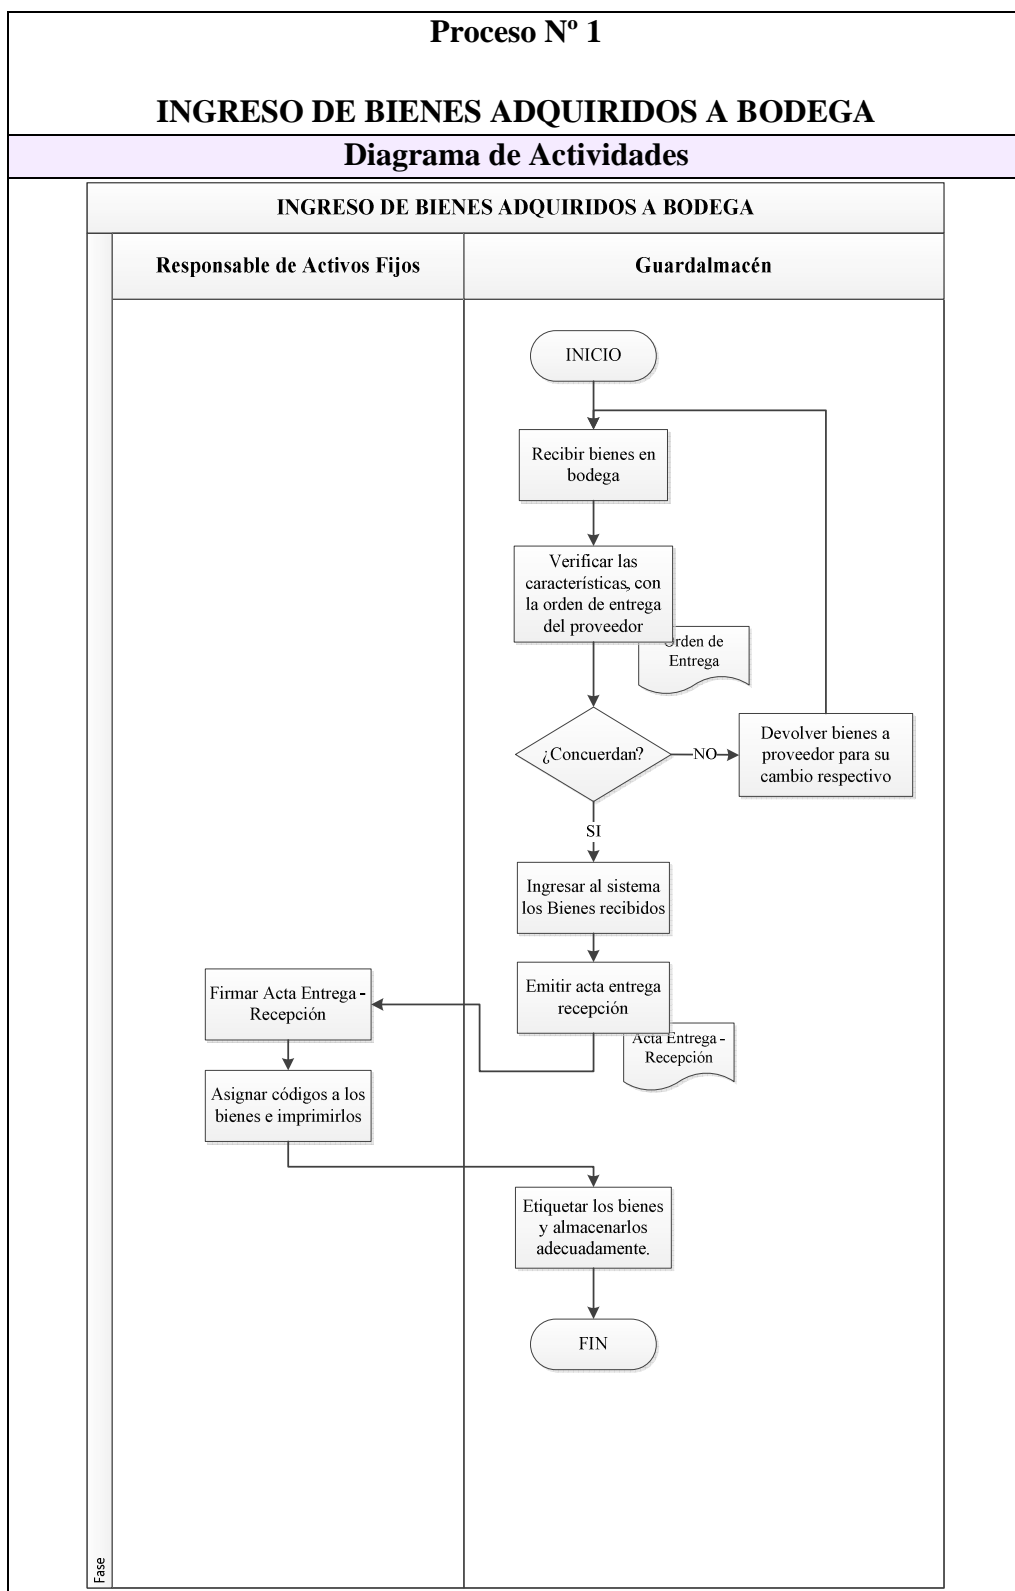 Proceso Nº 1
INGRESO DE BIENES ADQUIRIDOS A BODEGA
Diagrama de Actividades
INGRESO DE BIENES ADQUIRIDOS A BODEGA
Responsable de Activos Fijos
Guardalmacén
INICIO
Recibir bienes en
bodega
Verificar las
características, con
la orden de entrega
del proveedor
Orden de
Entrega
¿Concuerdan?
NO
Devolver bienes a
proveedor para su
cambio respectivo
SI
Ingresar al sistema
los Bienes recibidos
Emitir acta entrega
recepción
Acta Entrega -
Recepción
Firmar Acta Entrega -
Recepción
Asignar códigos a los
bienes e imprimirlos
Etiquetar los bienes
y almacenarlos
adecuadamente.
FIN
Fase